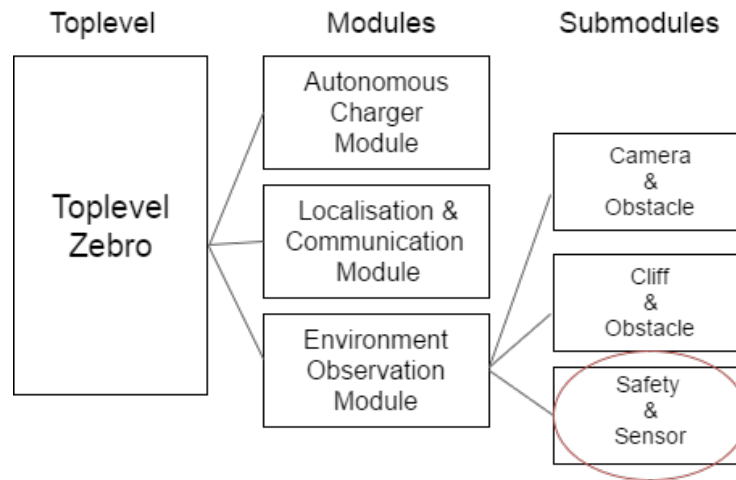 Toplevel
Modules
Submodules
Toplevel
Zebro
Autonomous
Charger
Module
Localisation &
Communication
Module
Environment
Observation
Module
Camera
&
Obstacle
Cliff
&
Obstacle
Safety
&
Sensor